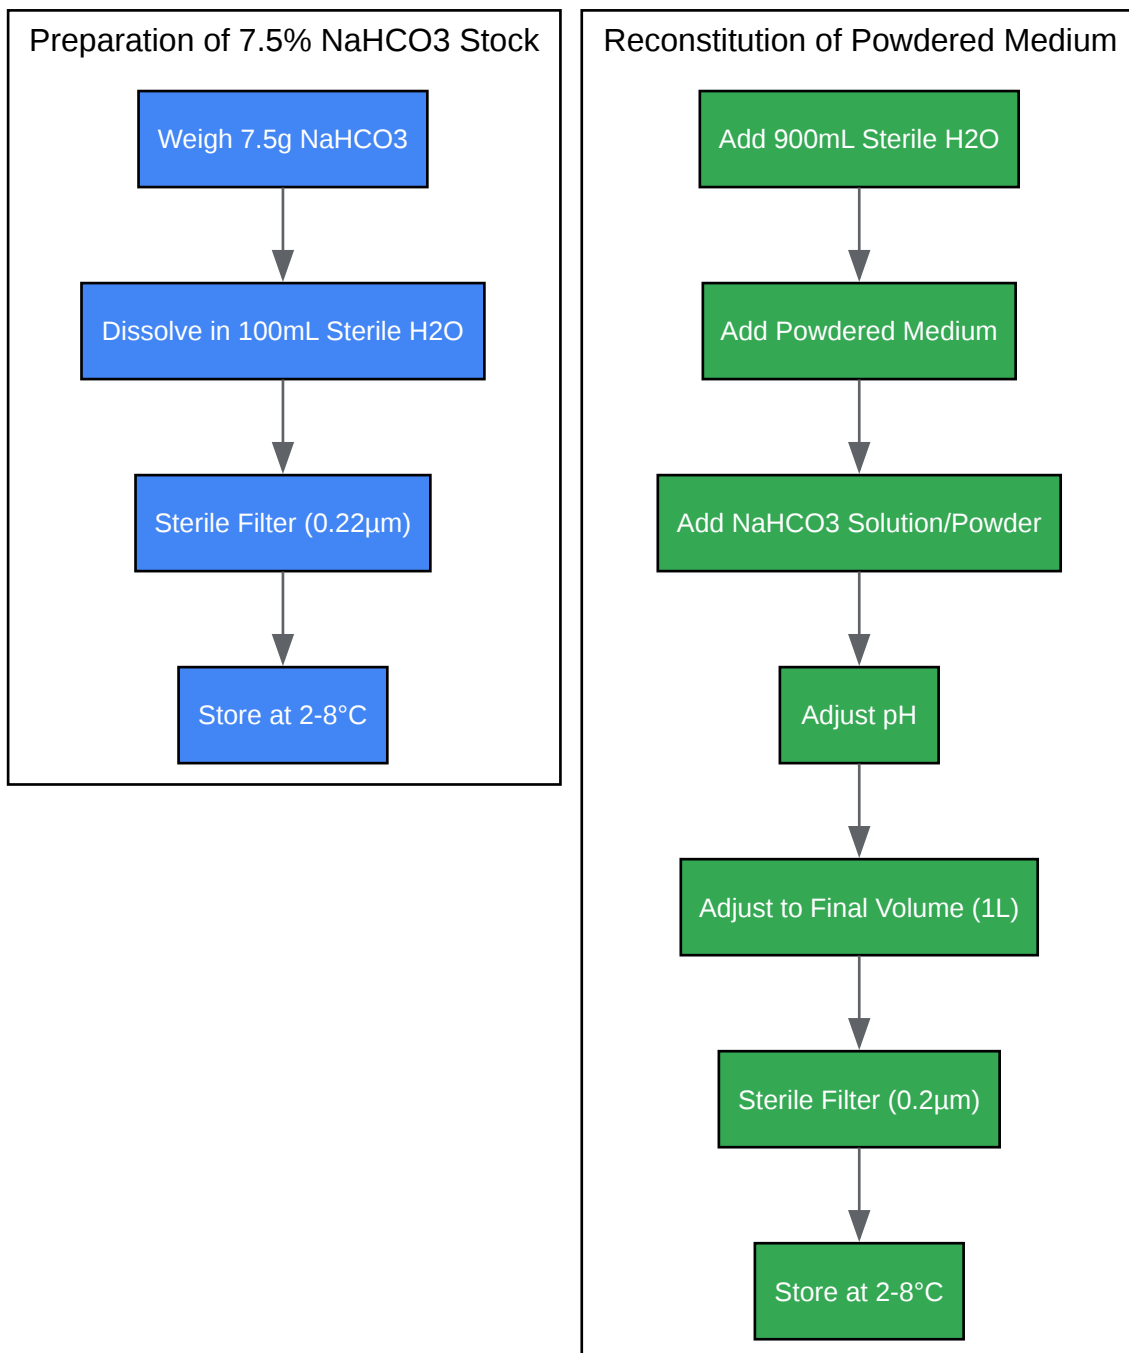 Preparation of 7.5% NaHCO3 Stock
Weigh 7.5g NaHCO3
Dissolve in 100mL Sterile H2O
Sterile Filter (0.22µm)
Store at 2-8°C
Reconstitution of Powdered Medium
Add 900mL Sterile H2O
Add Powdered Medium
Add NaHCO3 Solution/Powder
Adjust pH
Adjust to Final Volume (1L)
Sterile Filter (0.2µm)
Store at 2-8°C